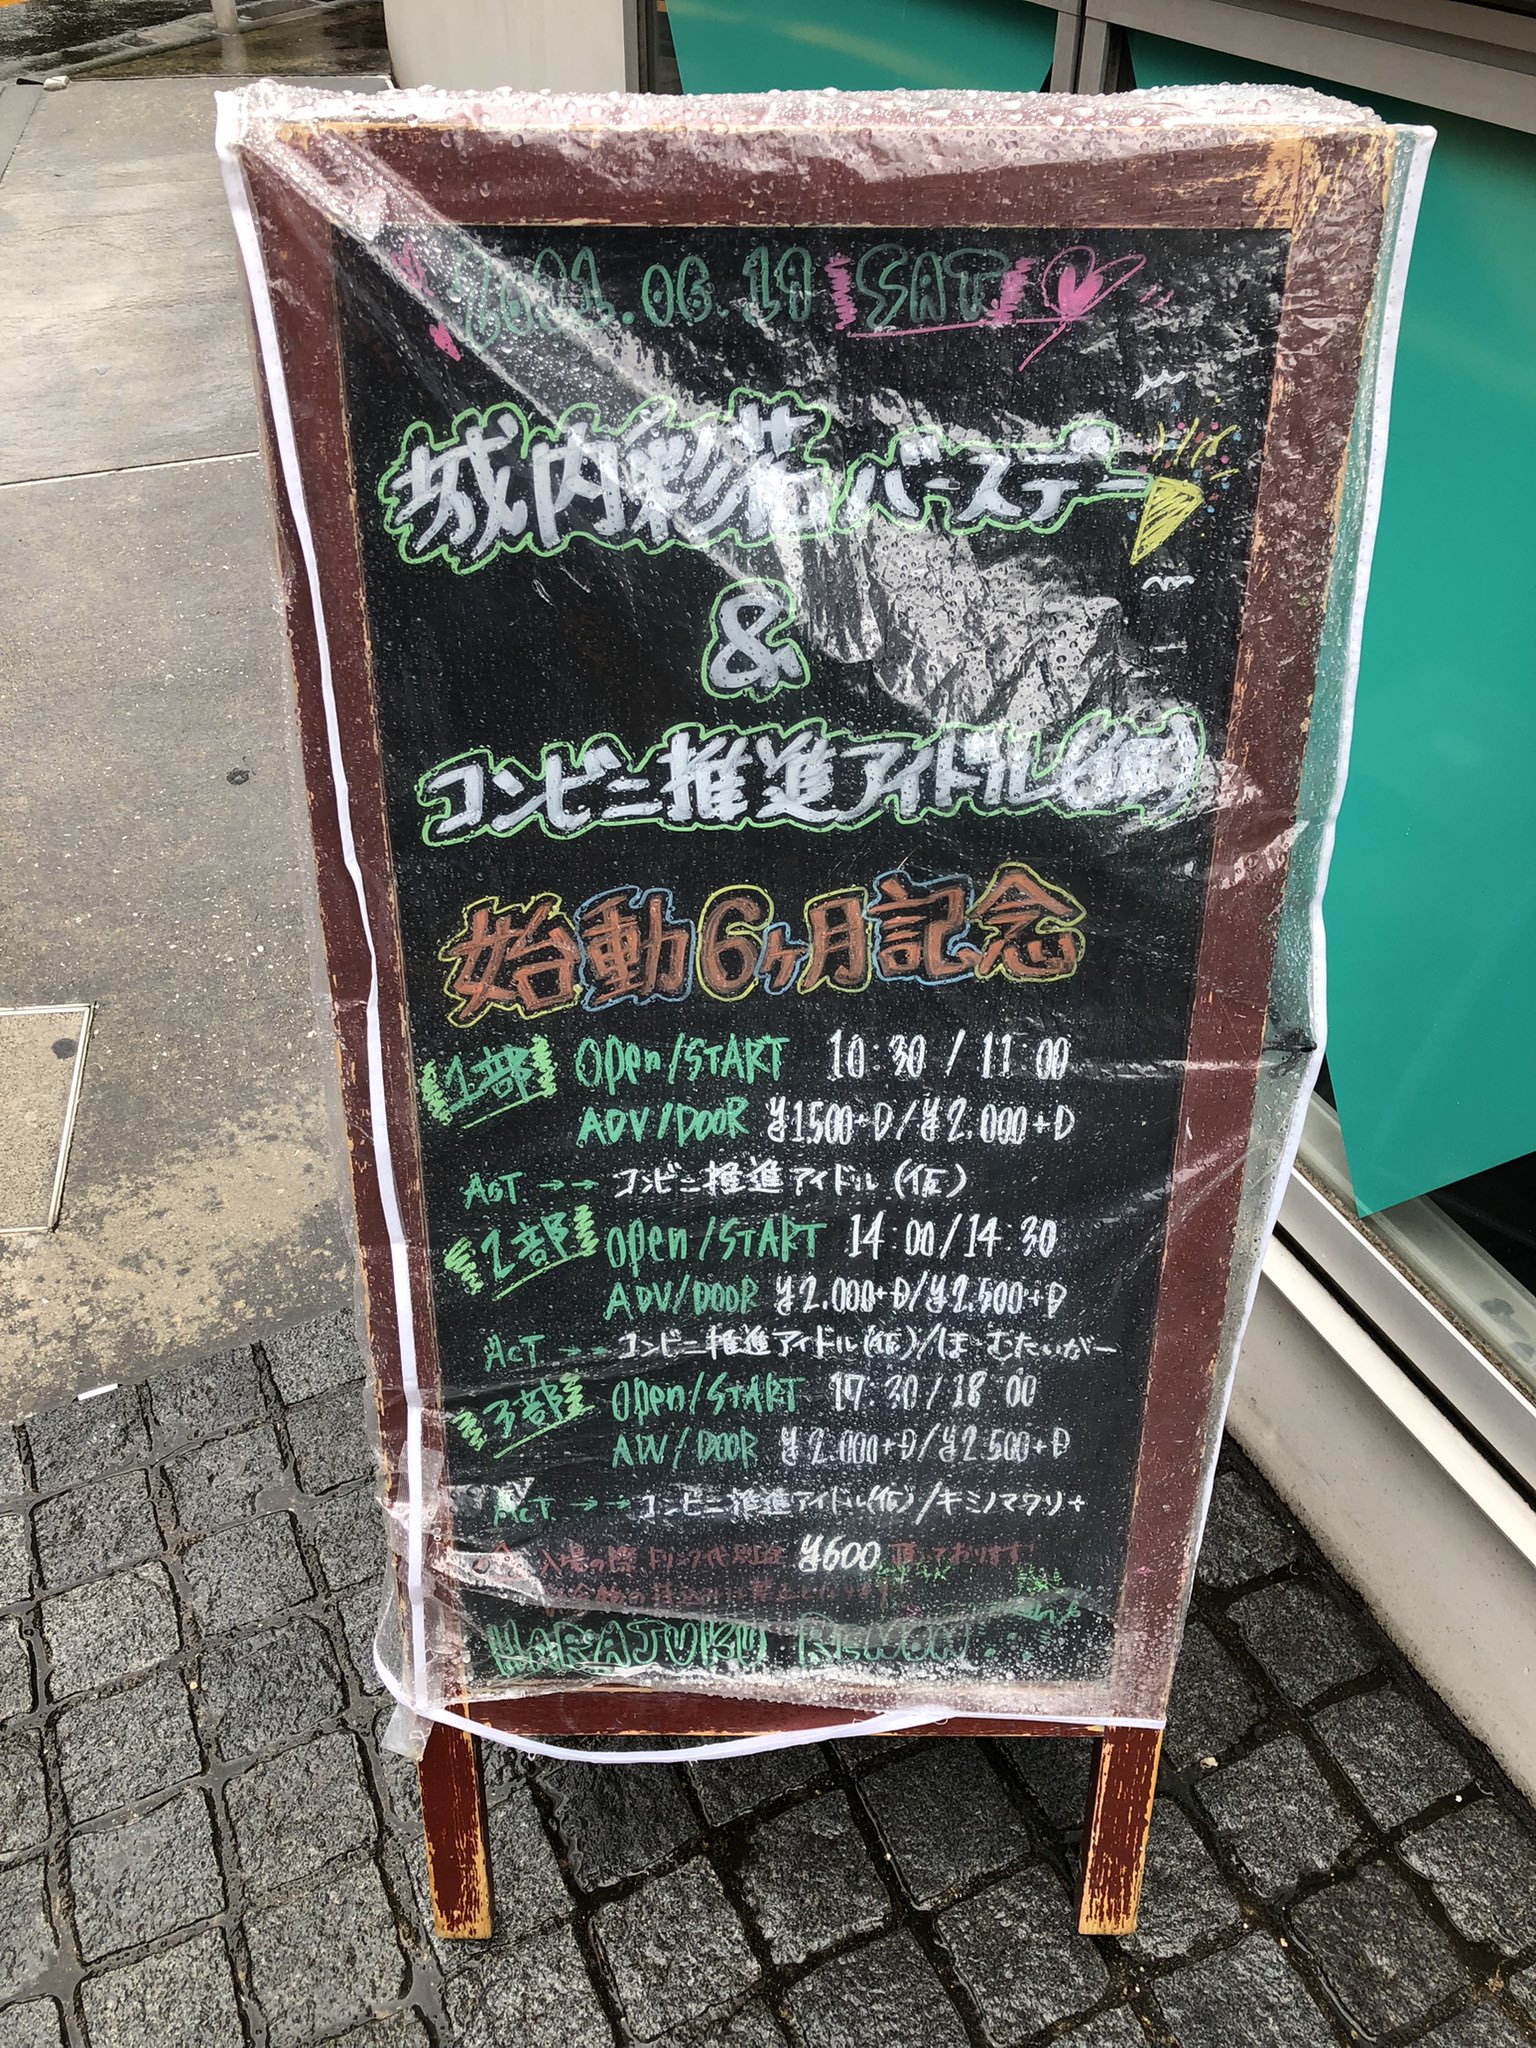 2021.06.19 SAT
城内彩花バースデー
&
コンビニ推進アイドル(仮)
始動6ヶ月記念
1部 Open/START 10:30 / 11:00
ADV/DOOR ¥1500+D/¥2.000+D
ACT →→ コンビニ推進アイドル(仮)
2部 Open/START 14:00/14:30
ADV/DOOR ¥2.000+D/¥2.500+D
ACT →→ コンビニ推進アイドル(仮)/ほーむたいがー
3部 Open/START 17:30/18:00
ADV/DOOR ¥2.000+D/¥2.500+D
ACT →→ コンビニ推進アイドル(仮)/キミノマワリ+
入場の際ドリンク代別途 ¥600 頂いております!
HARAJUKU